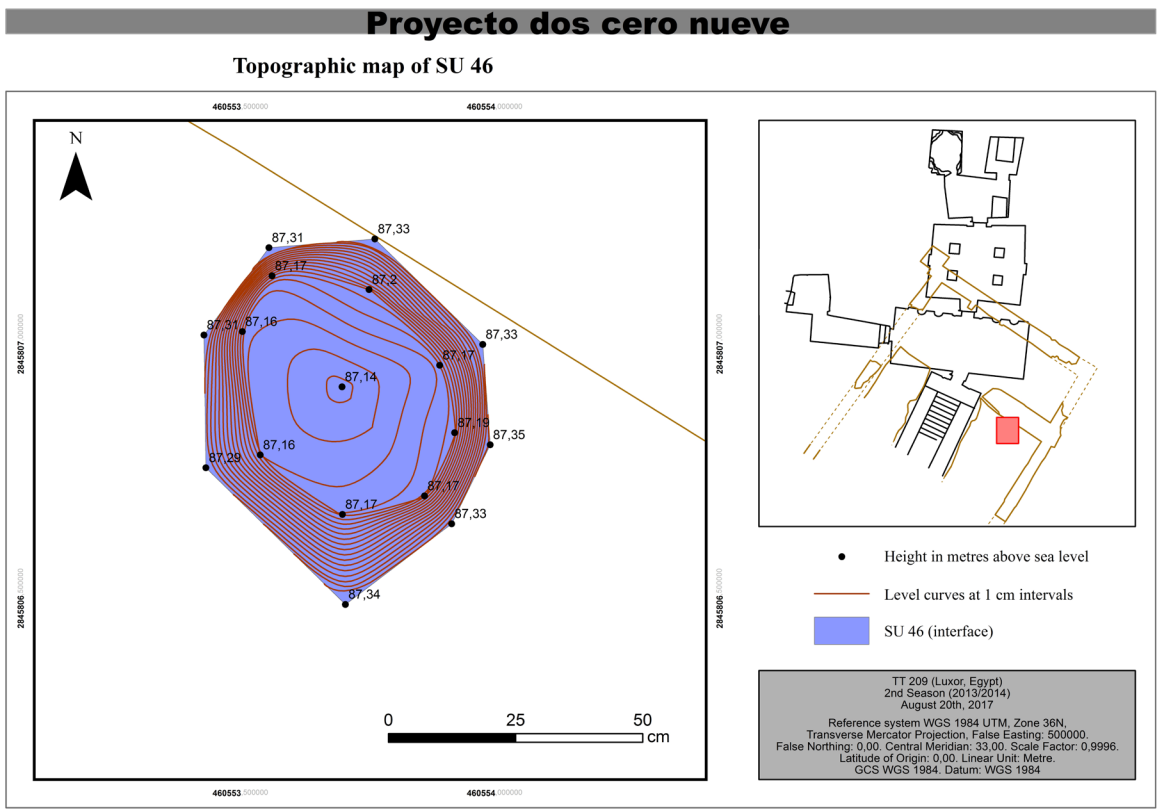 Proyecto dos cero nueve
Topographic map of SU 46
460553,500000
460554,000000
N
87,31
87,33
87,17
87,2
87,31
87,16
87,33
87,17
87,14
87,19
87,35
87,16
87,29
87,17
87,17
87,33
87,34
2845807,000000
2845807,000000
2845806,500000
2845806,500000
0 25 50
cm
460553,500000
460554,000000
Height in metres above sea level
Level curves at 1 cm intervals
SU 46 (interface)
TT 209 (Luxor, Egypt)
2nd Season (2013/2014)
August 20th, 2017
Reference system WGS 1984 UTM, Zone 36N,
Transverse Mercator Projection, False Easting: 500000.
False Northing: 0,00. Central Meridian: 33,00. Scale Factor: 0,9996.
Latitude of Origin: 0,00. Linear Unit: Metre.
GCS WGS 1984. Datum: WGS 1984